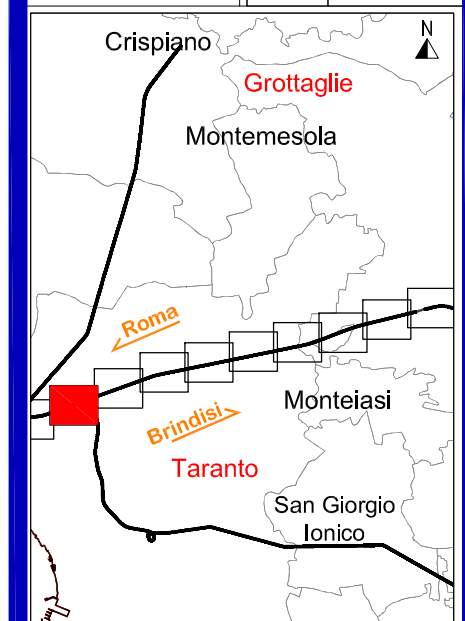 Crispiano
N
Grottaglie
Montemesola
Roma
Monteiasi
Brindisi
Taranto
San Giorgio
Ionico